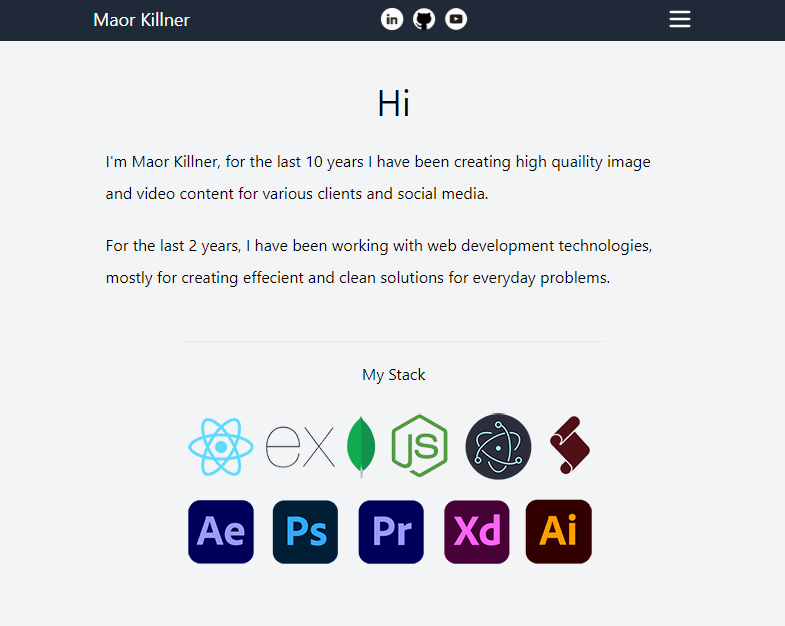 Maor Killner
in
Hi
I'm Maor Killner, for the last 10 years I have been creating high quaility image
and video content for various clients and social media.
For the last 2 years, I have been working with web development technologies,
mostly for creating effecient and clean solutions for everyday problems.
My Stack
ex JS
Ae Ps Pr Xd Ai